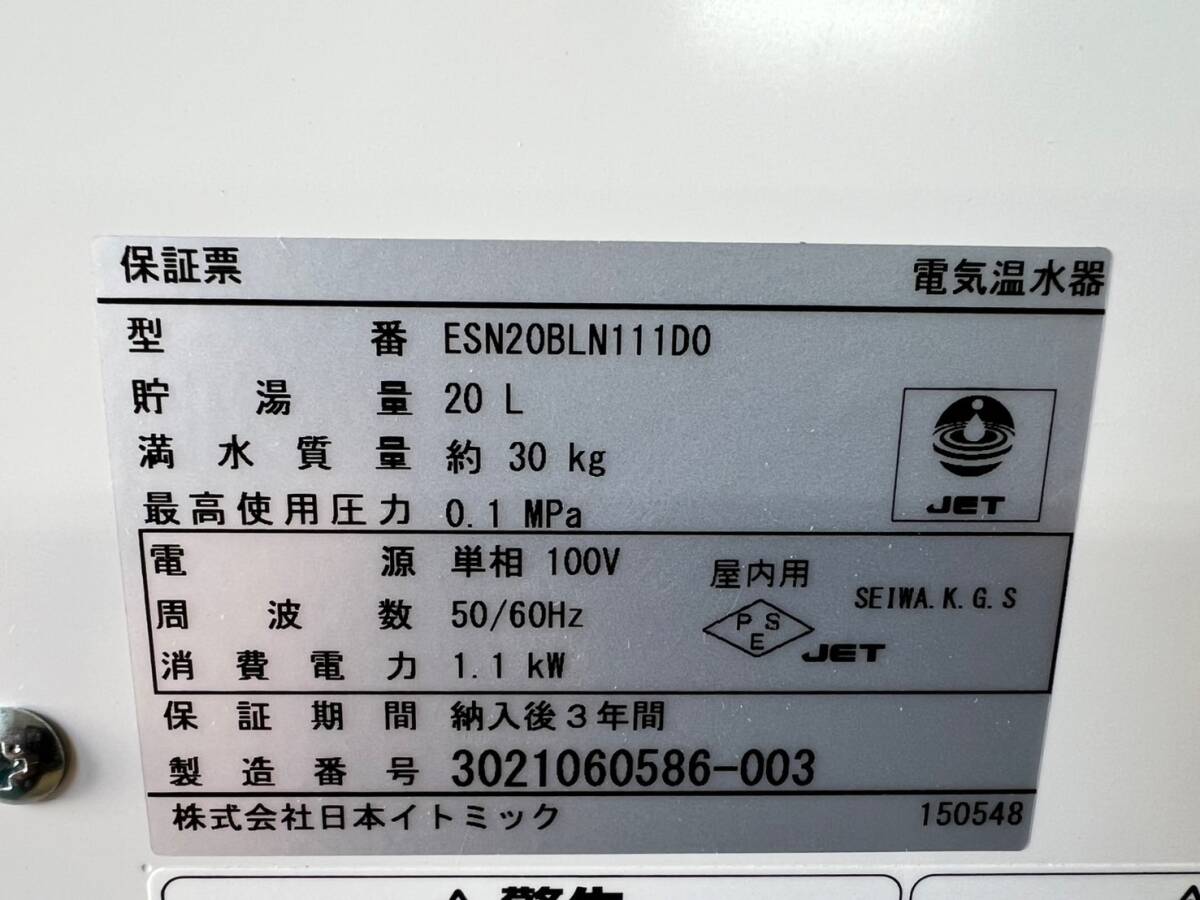 保証票 電気温水器
型番 ESN20BLN111D0
貯湯量 20 L
満水質量 約 30 kg
最高使用圧力 0.1 MPa
JET
電源 単相 100V
周波数 50/60Hz
消費電力 1.1 kW
屋内用
PSE
JET
SEIWA.K.G.S
保証期間 納入後3年間
製造番号 3021060586-003
株式会社日本イトミック 150548
警告